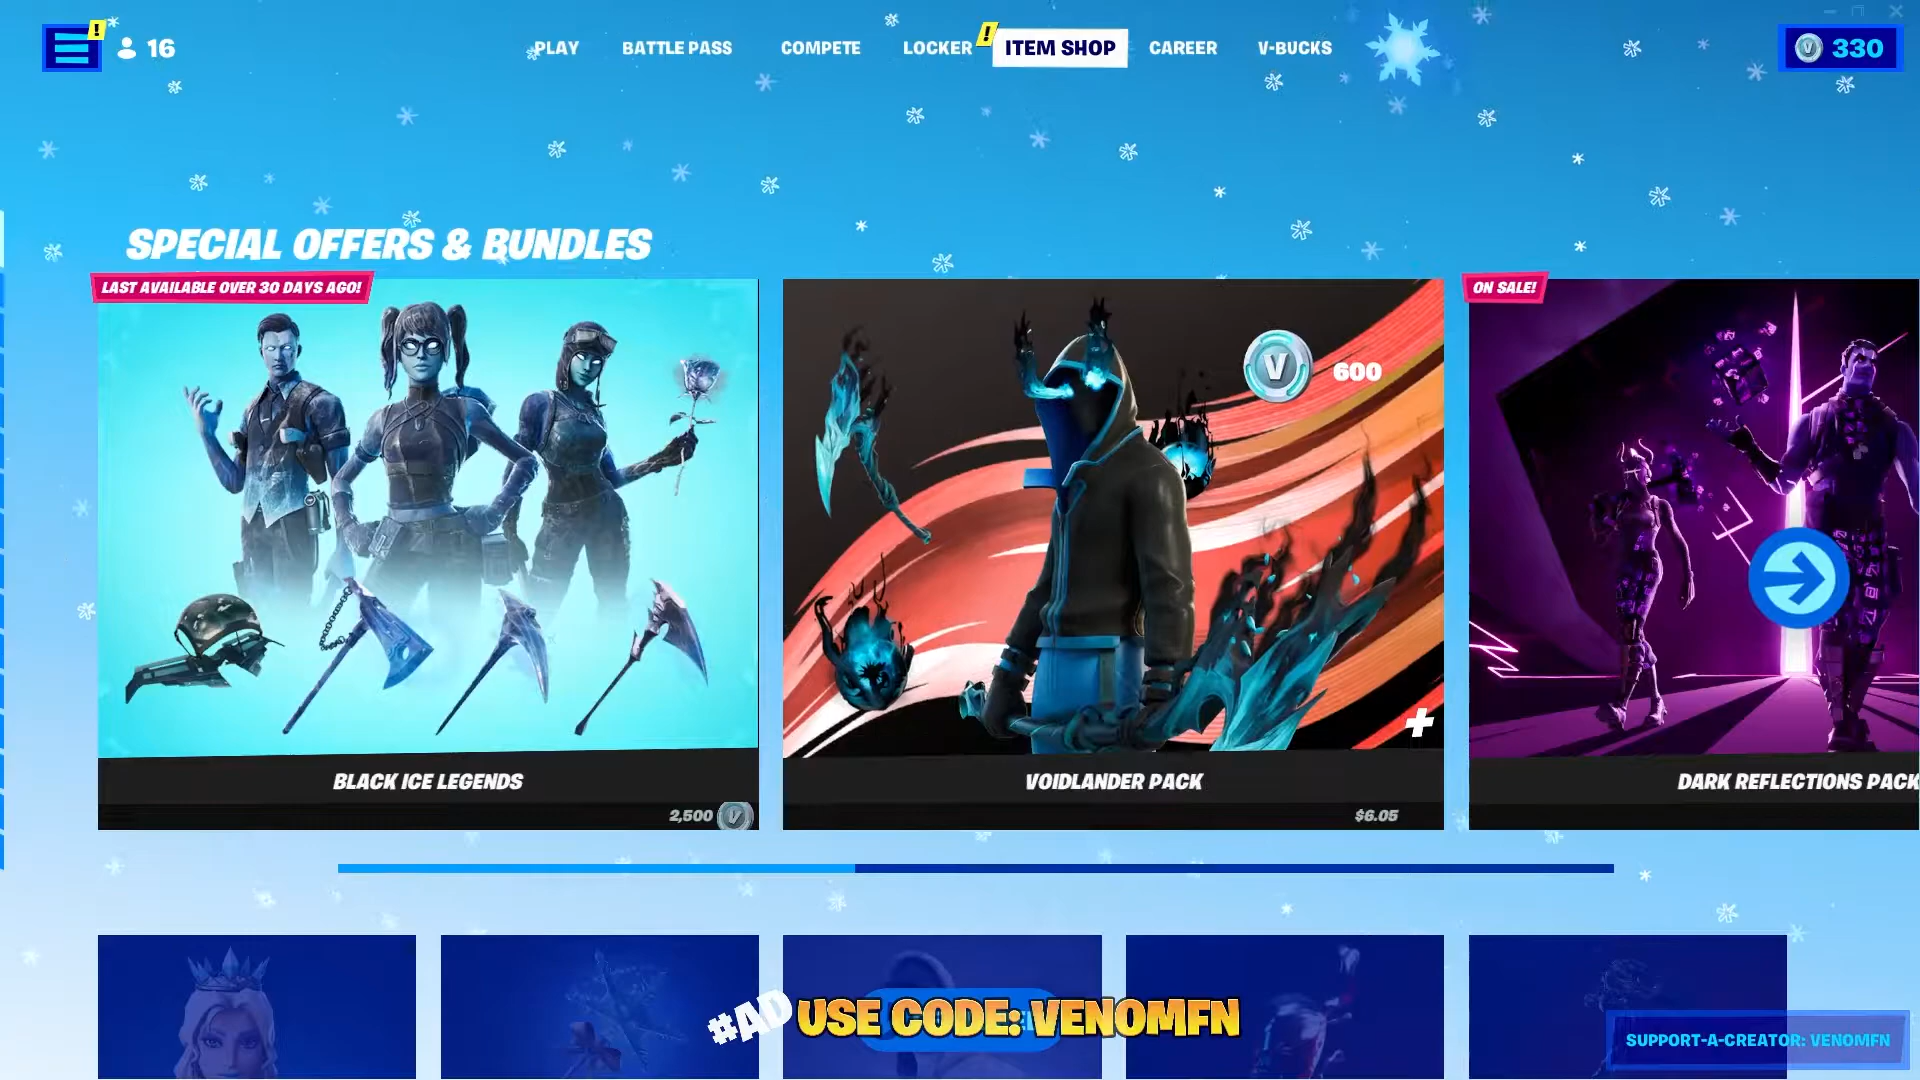 !
16
PLAY
BATTLE PASS
COMPETE
LOCKER
!
ITEM SHOP
CAREER
V-BUCKS
V
330
SPECIAL OFFERS & BUNDLES
LAST AVAILABLE OVER 30 DAYS AGO!
ON SALE!
V
600
+
BLACK ICE LEGENDS
2,500 V
VOIDLANDER PACK
$6.05
DARK REFLECTIONS PACK
#AD USE CODE: VENOMFN
SUPPORT-A-CREATOR: VENOMFN